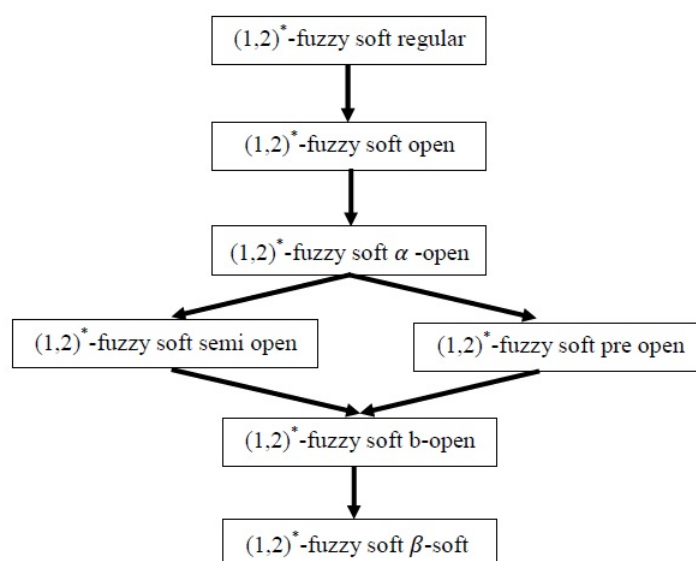 (1,2)*-fuzzy soft regular
(1,2)*-fuzzy soft open
(1,2)*-fuzzy soft α -open
(1,2)*-fuzzy soft semi open
(1,2)*-fuzzy soft pre open
(1,2)*-fuzzy soft b-open
(1,2)*-fuzzy soft β-soft